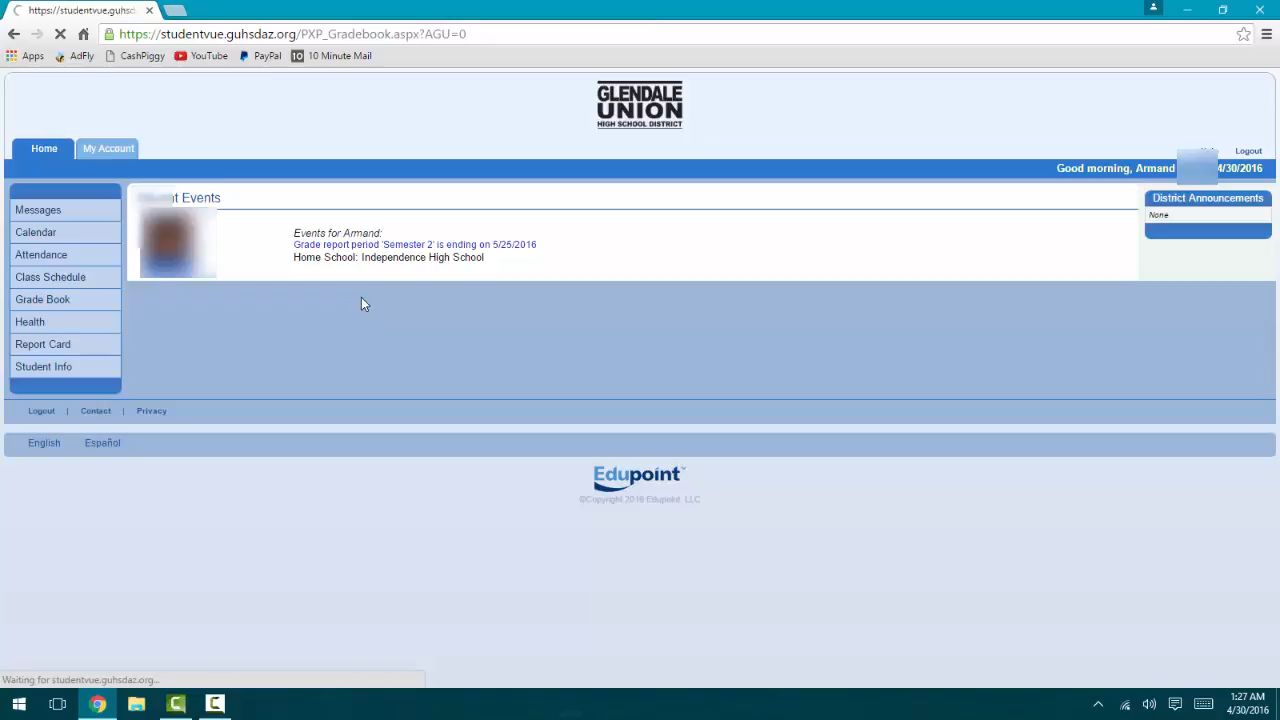 https://studentvue.guhsdaz.org
https://studentvue.guhsdaz.org/PXP_Gradebook.aspx?AGU=0
Apps AdFly CashPiggy YouTube PayPal 10 10 Minute Mail
GLENDALE
UNION
HIGH SCHOOL DISTRICT
Home My Account Logout
Good morning, Armand 4/30/2016
Messages
Calendar
Attendance
Class Schedule
Grade Book
Health
Report Card
Student Info
Events
Events for Armand:
Grade report period 'Semester 2' is ending on 5/25/2016
Home School: Independence High School
District Announcements
None
Logout | Contact | Privacy
English Español
Edupoint
©Copyright 2016 Edupoint, LLC
Waiting for studentvue.guhsdaz.org...
1:27 AM
4/30/2016